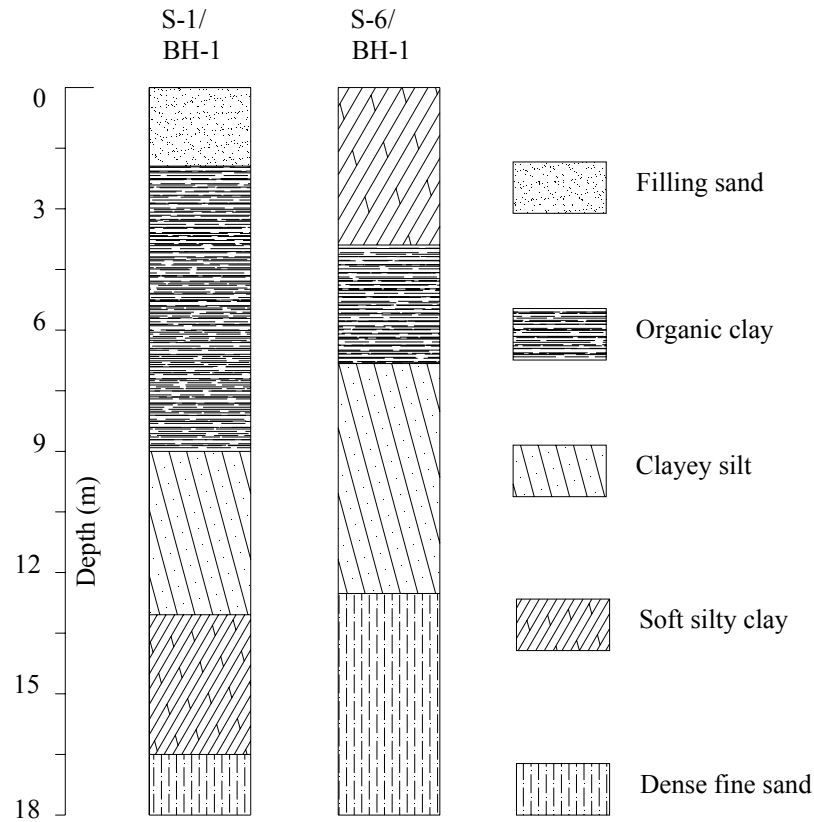 S-1/
BH-1
S-6/
BH-1
0
3
6
9
12
15
18
Depth (m)
Filling sand
Organic clay
Clayey silt
Soft silty clay
Dense fine sand